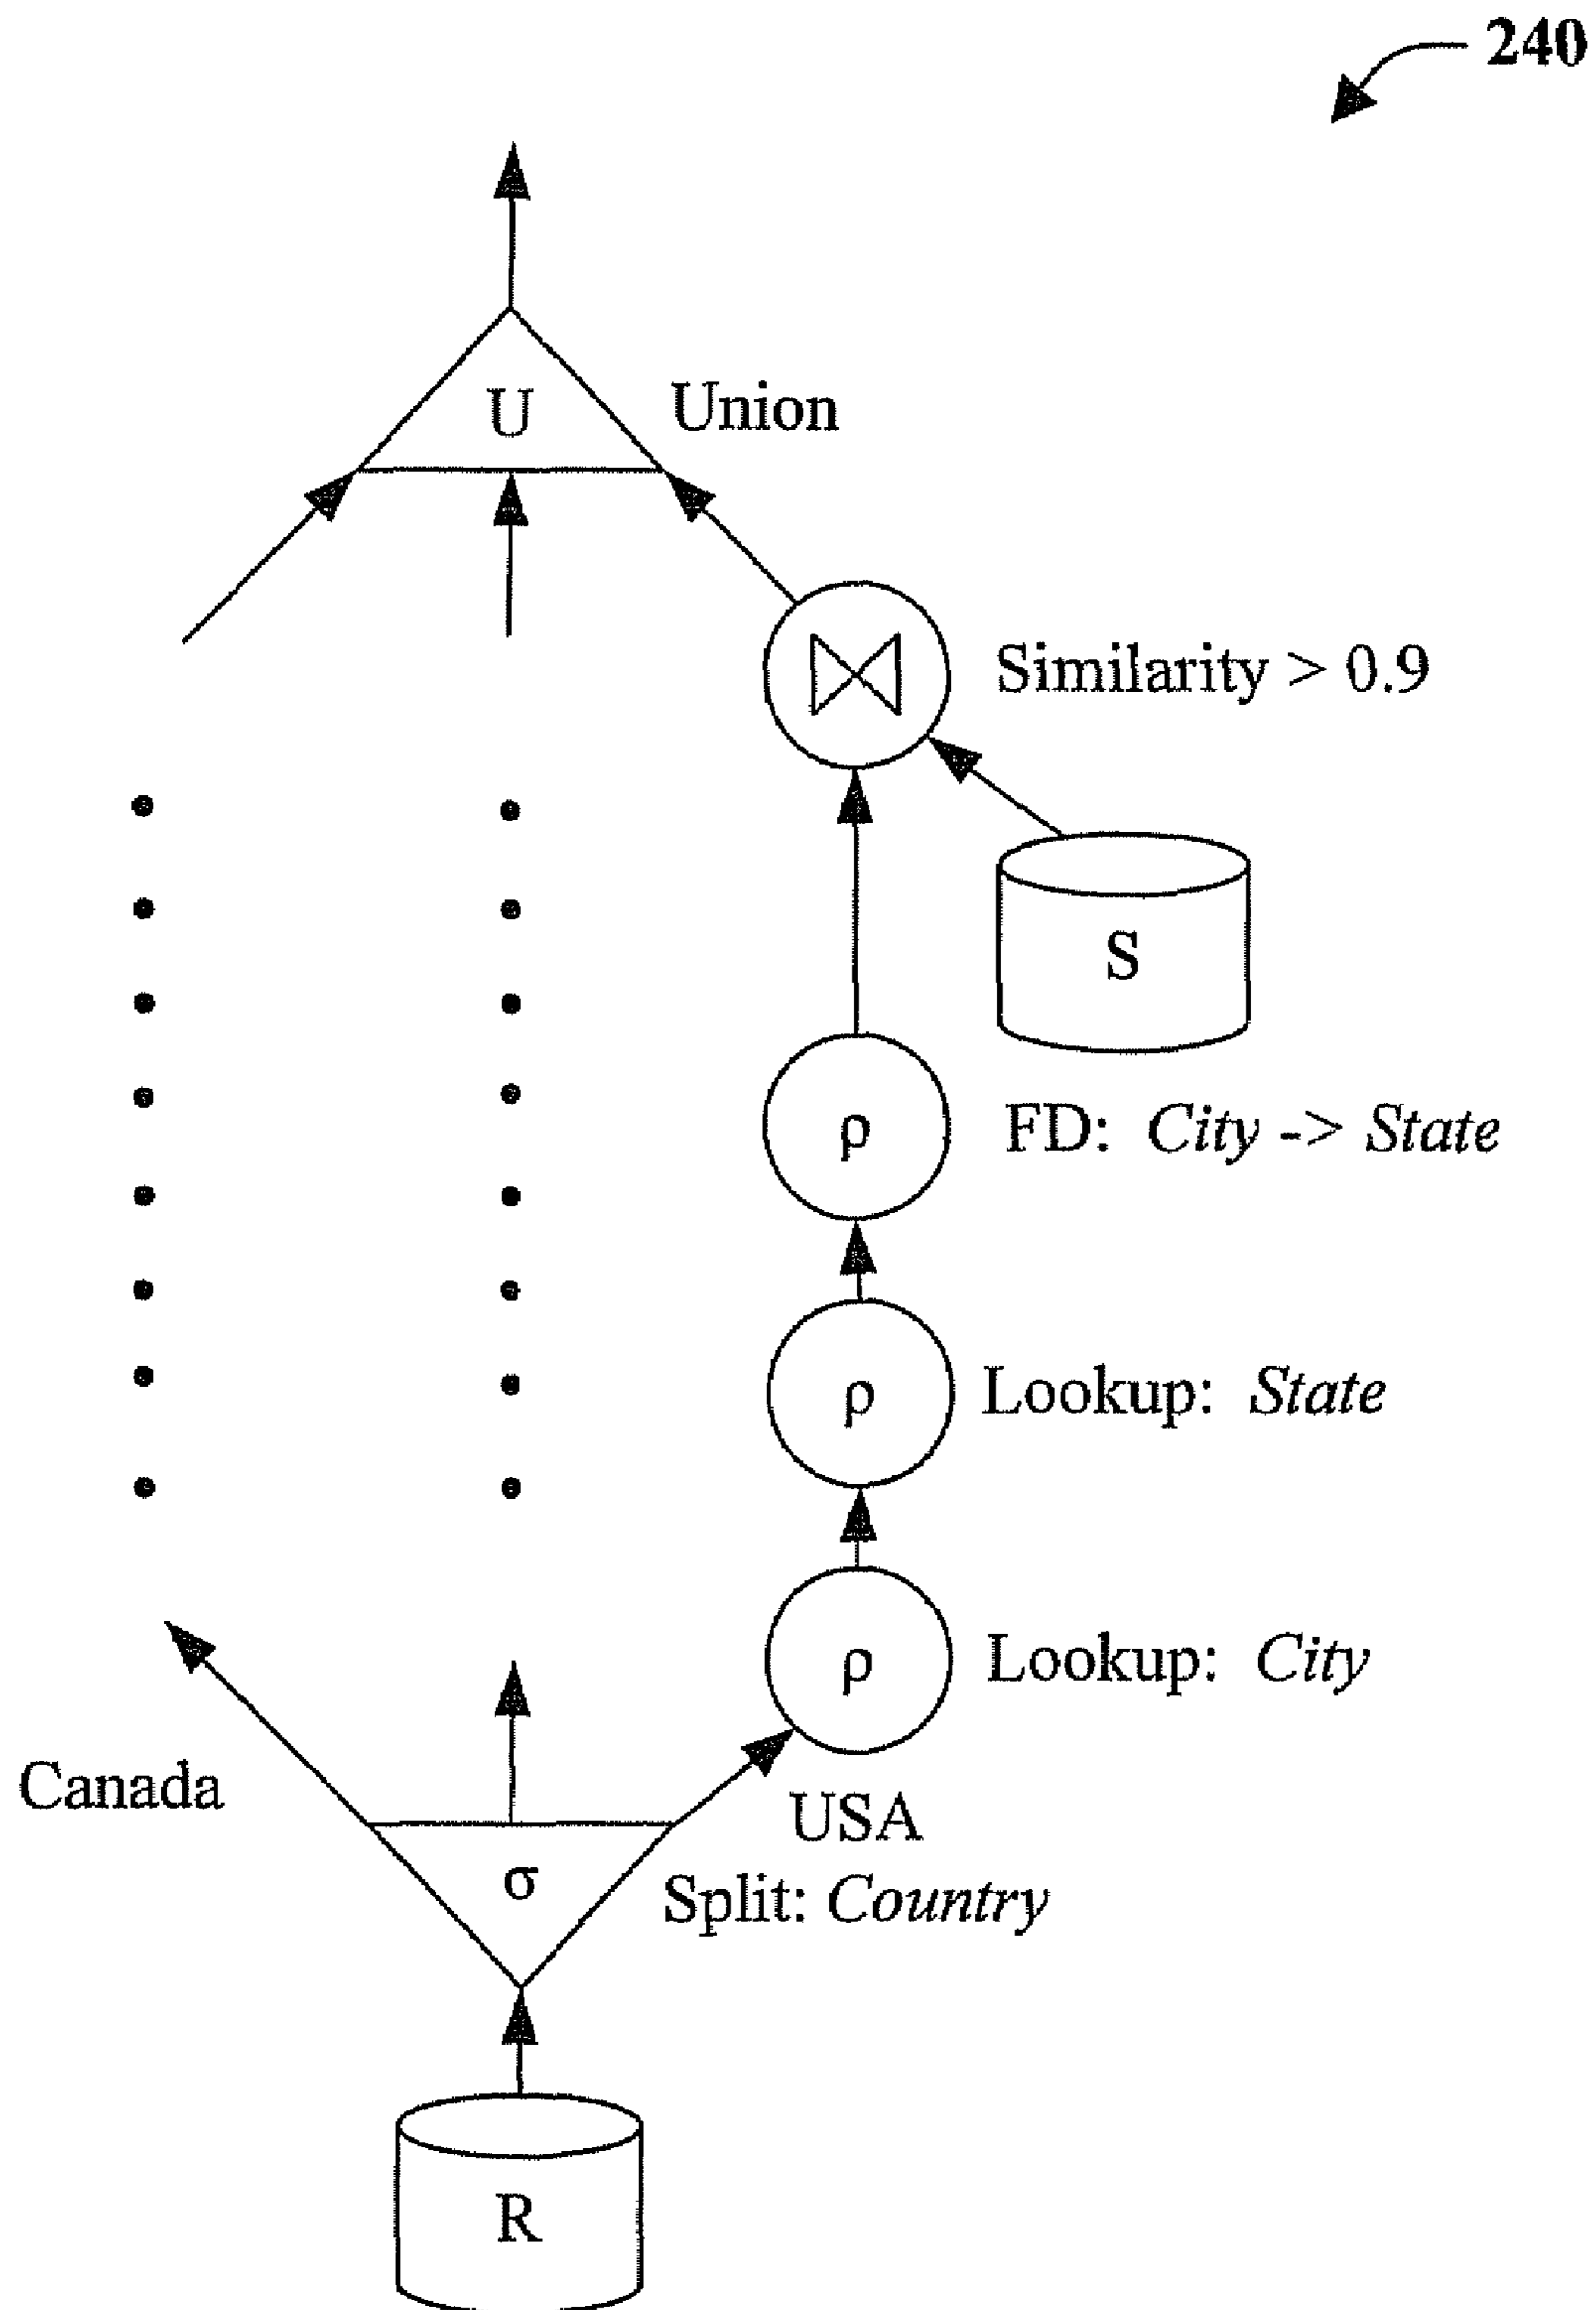 240
U Union
Similarity > 0.9
S
ρ FD: City -> State
ρ Lookup: State
ρ Lookup: City
Canada
USA
σ
Split: Country
R